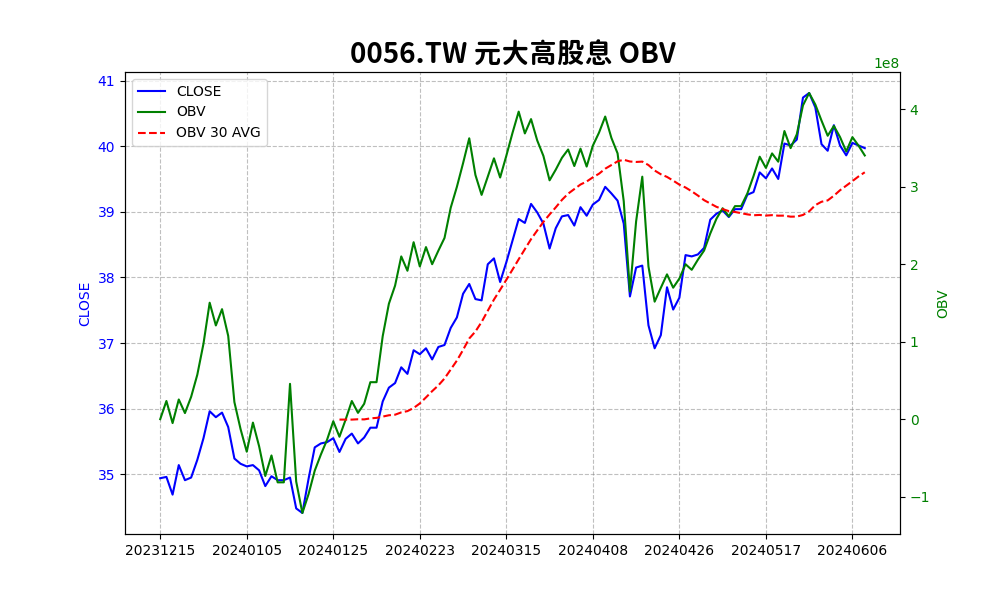 0056.TW 元大高股息 OBV
1e8
CLOSE
OBV
OBV 30 AVG
41
40
39
38
37
36
35
CLOSE
4
3
2
1
0
−1
OBV
20231215 20240105 20240125 20240223 20240315 20240408 20240426 20240517 20240606